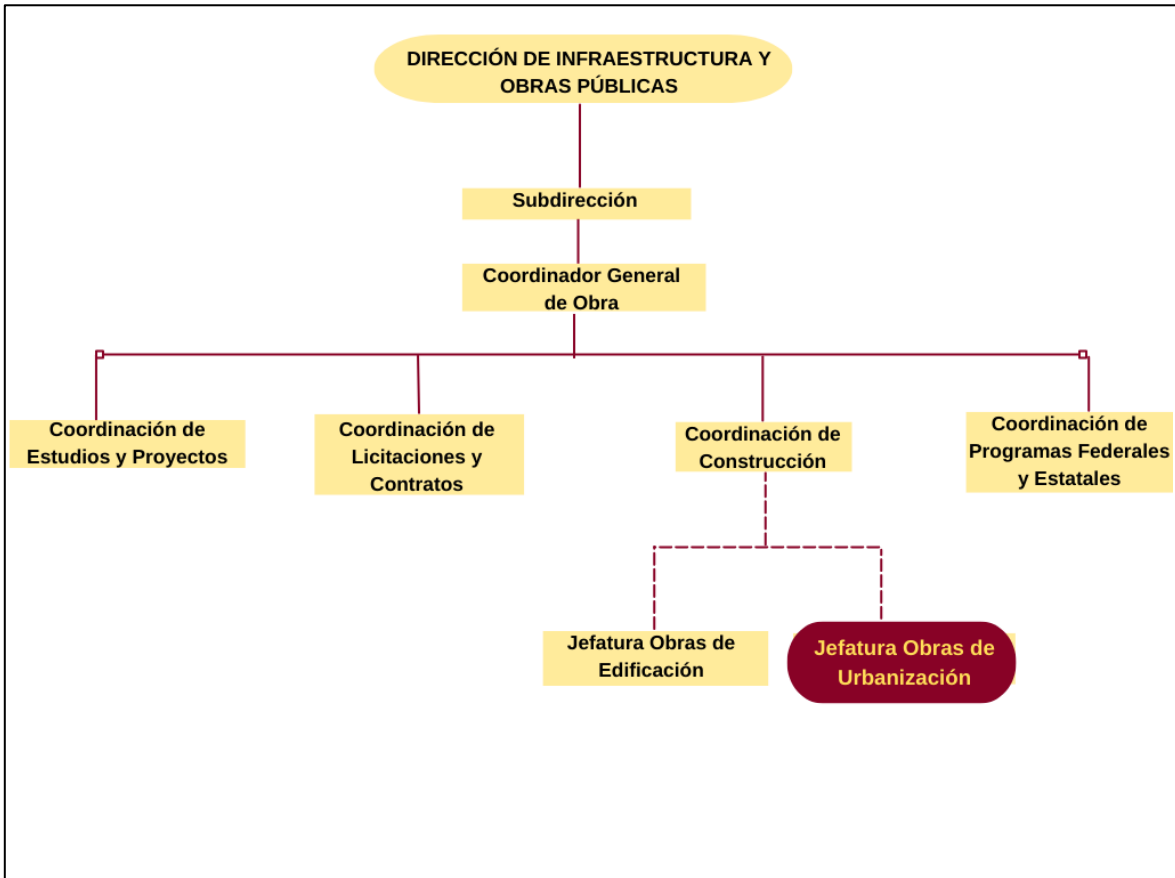 DIRECCIÓN DE INFRAESTRUCTURA Y
OBRAS PÚBLICAS
Subdirección
Coordinador General
de Obra
Coordinación de
Estudios y Proyectos
Coordinación de
Licitaciones y
Contratos
Coordinación de
Construcción
Coordinación de
Programas Federales
y Estatales
Jefatura Obras de
Edificación
Jefatura Obras de
Urbanización